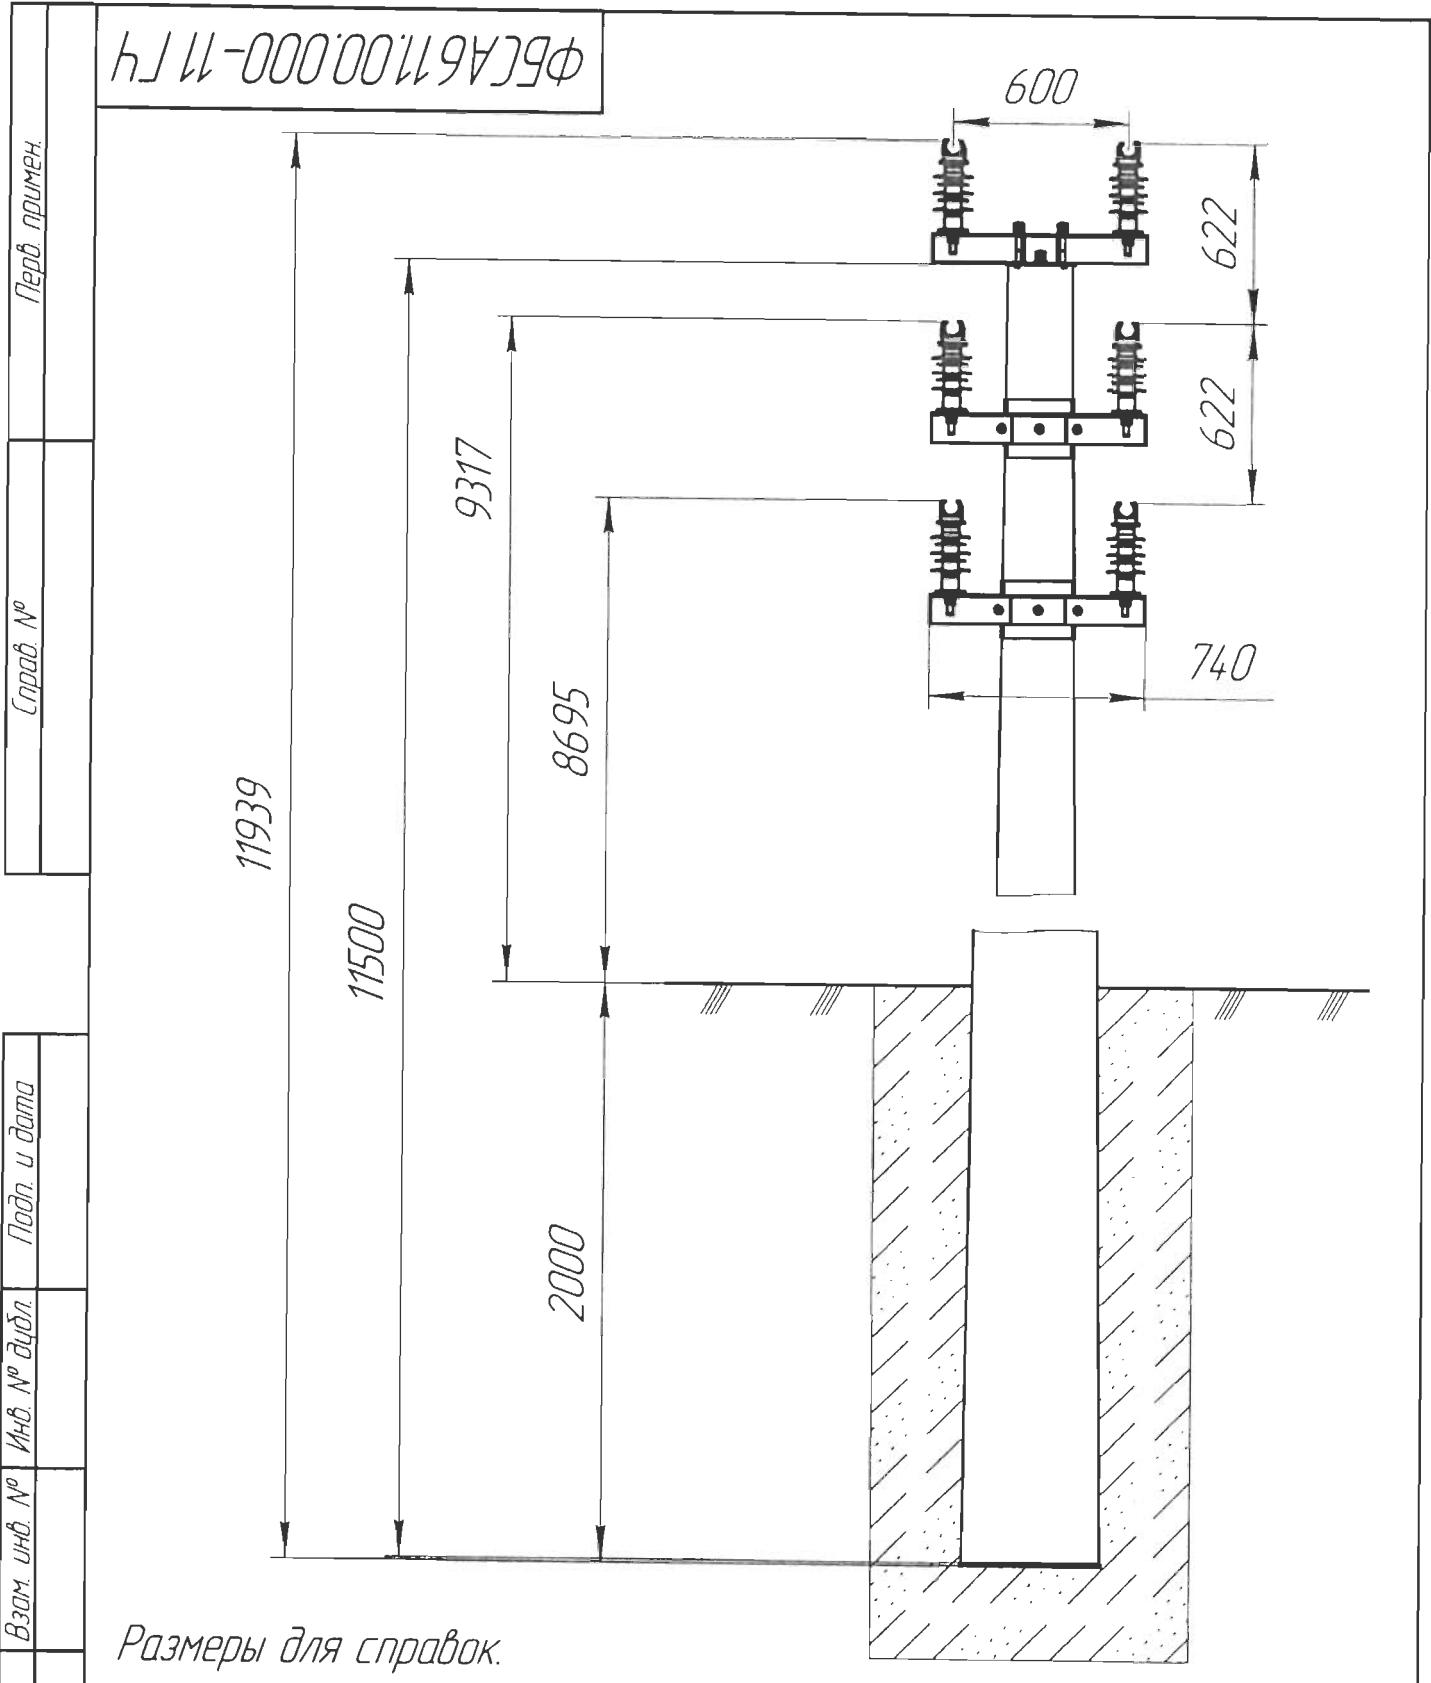 ФБСА611.00.000-11 ГЧ
Перв. примен.
Справ. №
Подп. и дата
Инв. № дубл.
Взам. инв. №
600
622
622
740
9317
8695
11939
11500
2000
Размеры для справок.